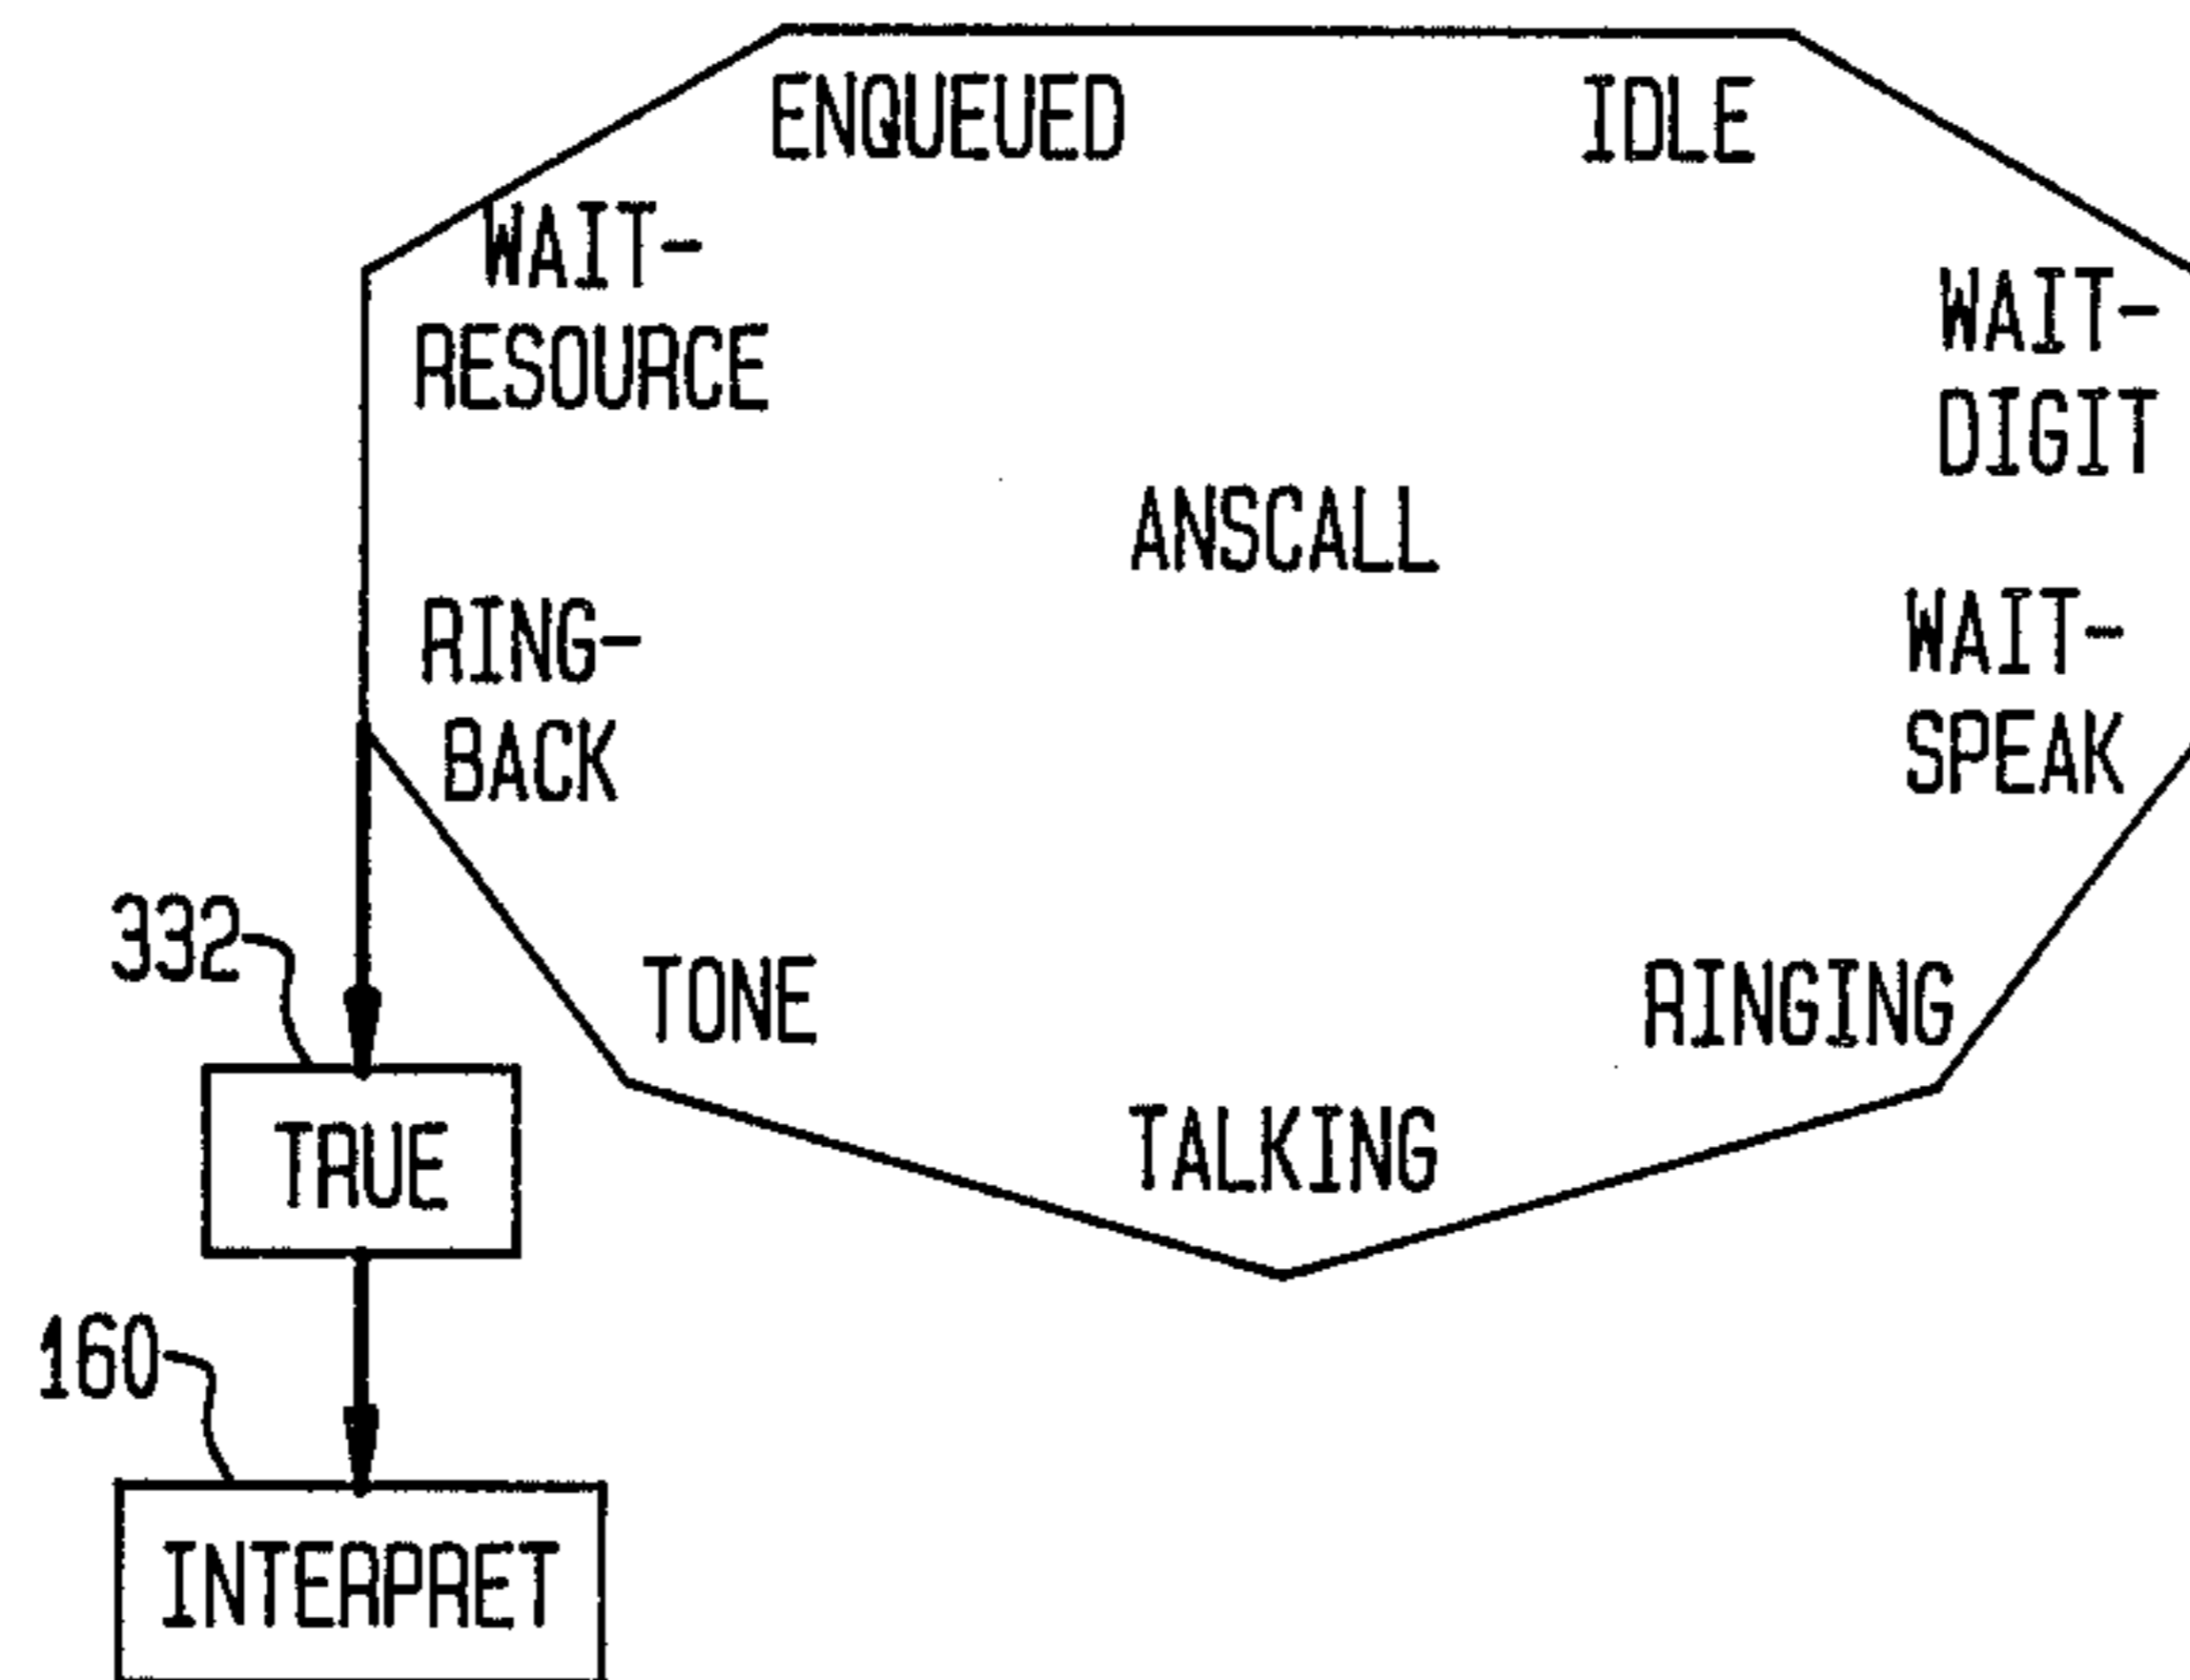 ENQUEUED
IDLE
WAIT-
RESOURCE
WAIT-
DIGIT
ANSCALL
RING-
BACK
WAIT-
SPEAK
332
TONE
RINGING
TRUE
TALKING
160
INTERPRET